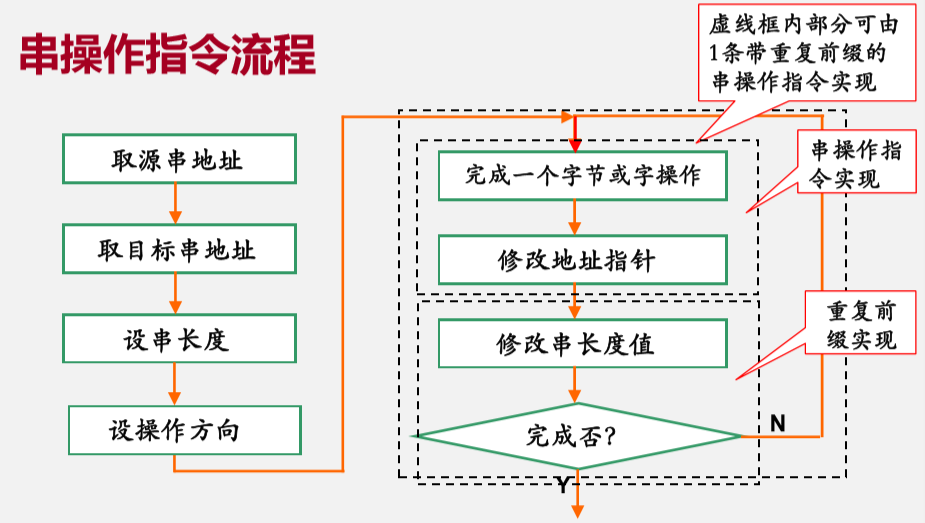 串操作指令流程
虚线框内部分可由
1条带重复前缀的
串操作指令实现
取源串地址
取目标串地址
设串长度
设操作方向
完成一个字节或字操作
修改地址指针
串操作指
令实现
修改串长度值
重复前
缀实现
完成否?
N
Y